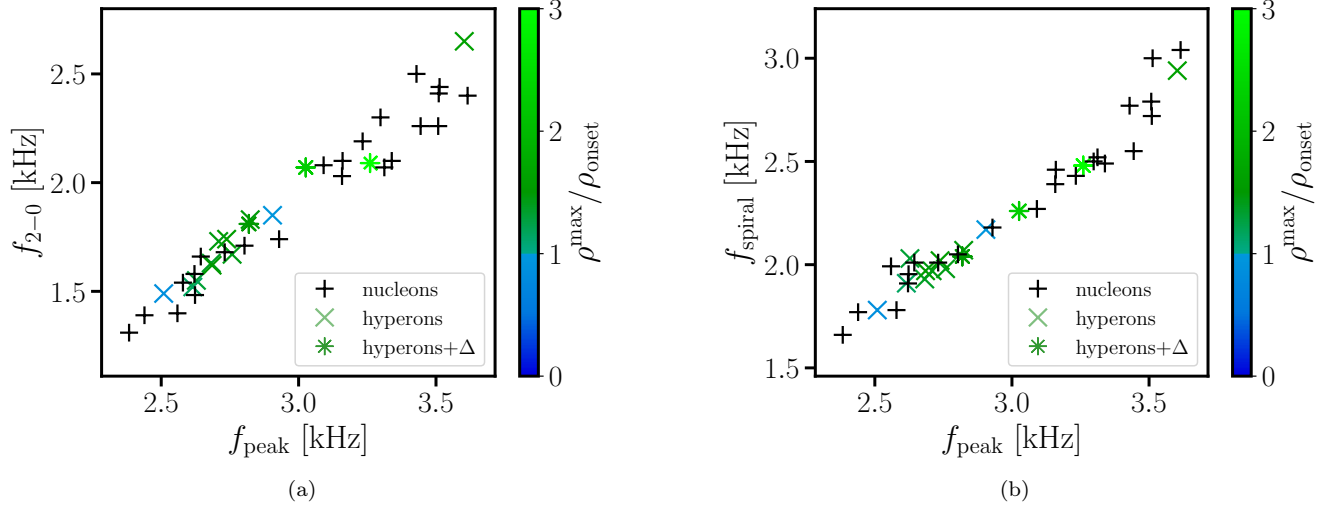 3.0
2.5
2.0
1.5
f2−0 [kHz]
2.5 3.0 3.5
fpeak [kHz]
nucleons
hyperons
hyperons+Δ
3
2
1
0
ρmax/ρonset
(a)
3.0
2.5
2.0
1.5
fspiral [kHz]
2.5 3.0 3.5
fpeak [kHz]
nucleons
hyperons
hyperons+Δ
3
2
1
0
ρmax/ρonset
(b)